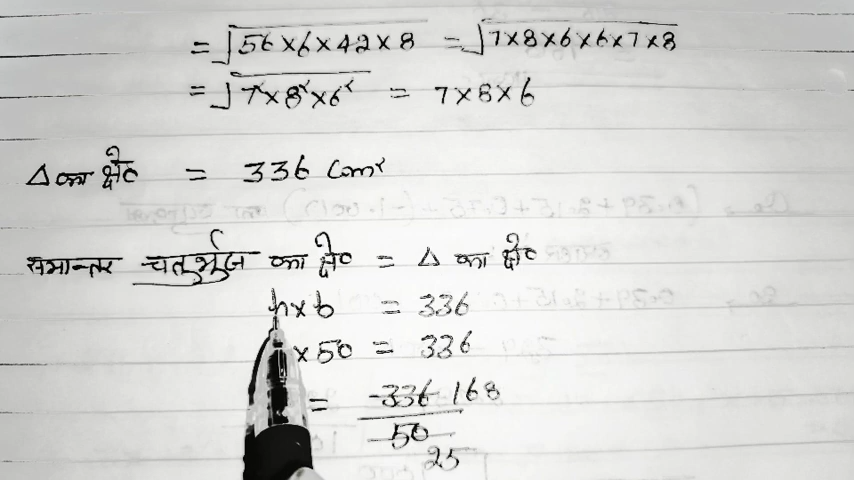 = √56×6×42×8 = √7×8×6×6×7×8
= √7²×8²×6² = 7×8×6
Δ का क्षे० = 336 cm²
समान्तर चतुर्भुज का क्षे० = Δ का क्षे०
h×b = 336
×50 = 336
= 336 168
50
25